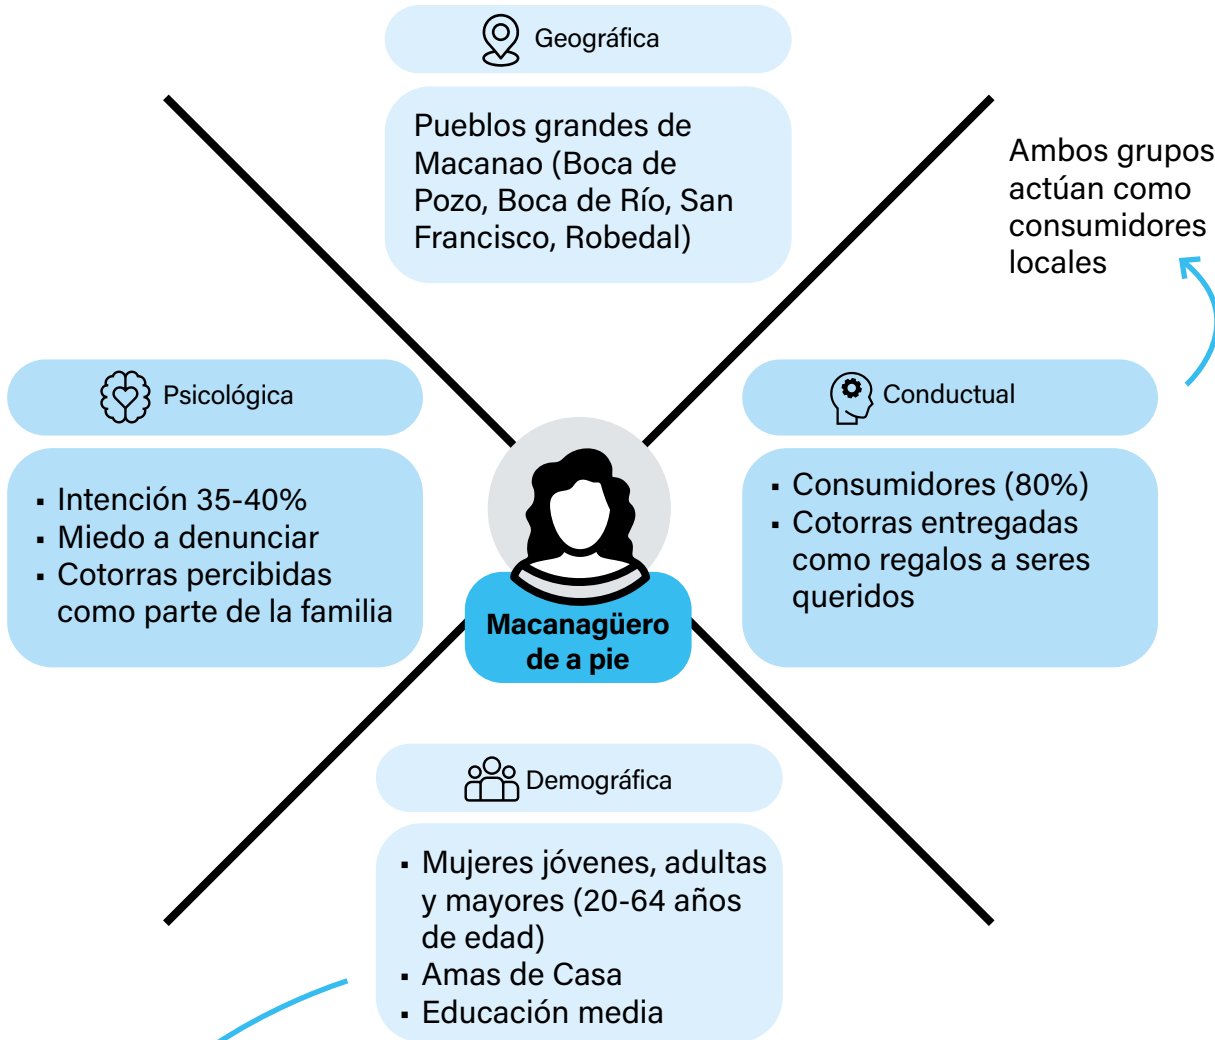 Geográfica
Pueblos grandes de
Macanao (Boca de
Pozo, Boca de Río, San
Francisco, Robedal)
Ambos grupos
actúan como
consumidores
locales
Psicológica
▪ Intención 35-40%
▪ Miedo a denunciar
▪ Cotorras percibidas
como parte de la familia
Conductual
▪ Consumidores (80%)
▪ Cotorras entregadas
como regalos a seres
queridos
Macanagüero
de a pie
Demográfica
▪ Mujeres jóvenes, adultas
y mayores (20-64 años
de edad)
▪ Amas de Casa
▪ Educación media